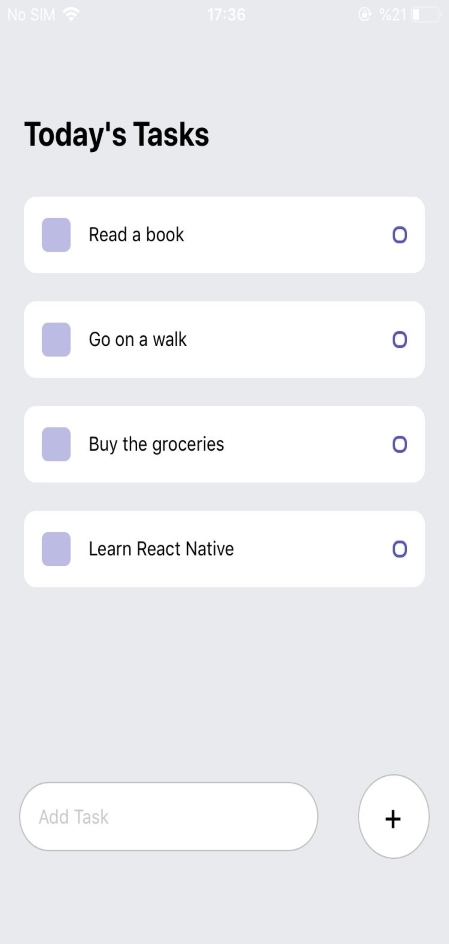 No SIM 17:36 %21
Today's Tasks
Read a book
Go on a walk
Buy the groceries
Learn React Native
Add Task +